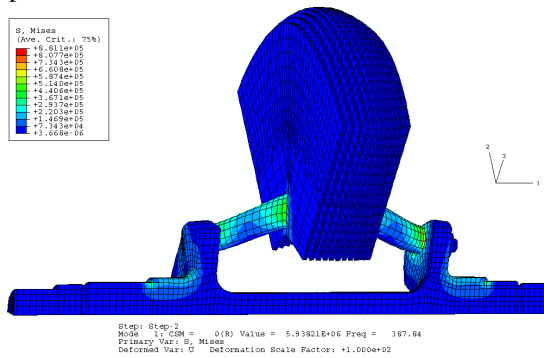 S, Mises
(Ave. Crit.: 75%)
+8.811e+05
+8.077e+05
+7.343e+05
+6.608e+05
+5.874e+05
+5.140e+05
+4.406e+05
+3.671e+05
+2.937e+05
+2.203e+05
+1.469e+05
+7.343e+04
+3.668e-06
2
3
1
Step: Step-2
Mode 1: CSM = 0(R) Value = 5.93821E+06 Freq = 387.84
Primary Var: S, Mises
Deformed Var: U Deformation Scale Factor: +1.000e+02